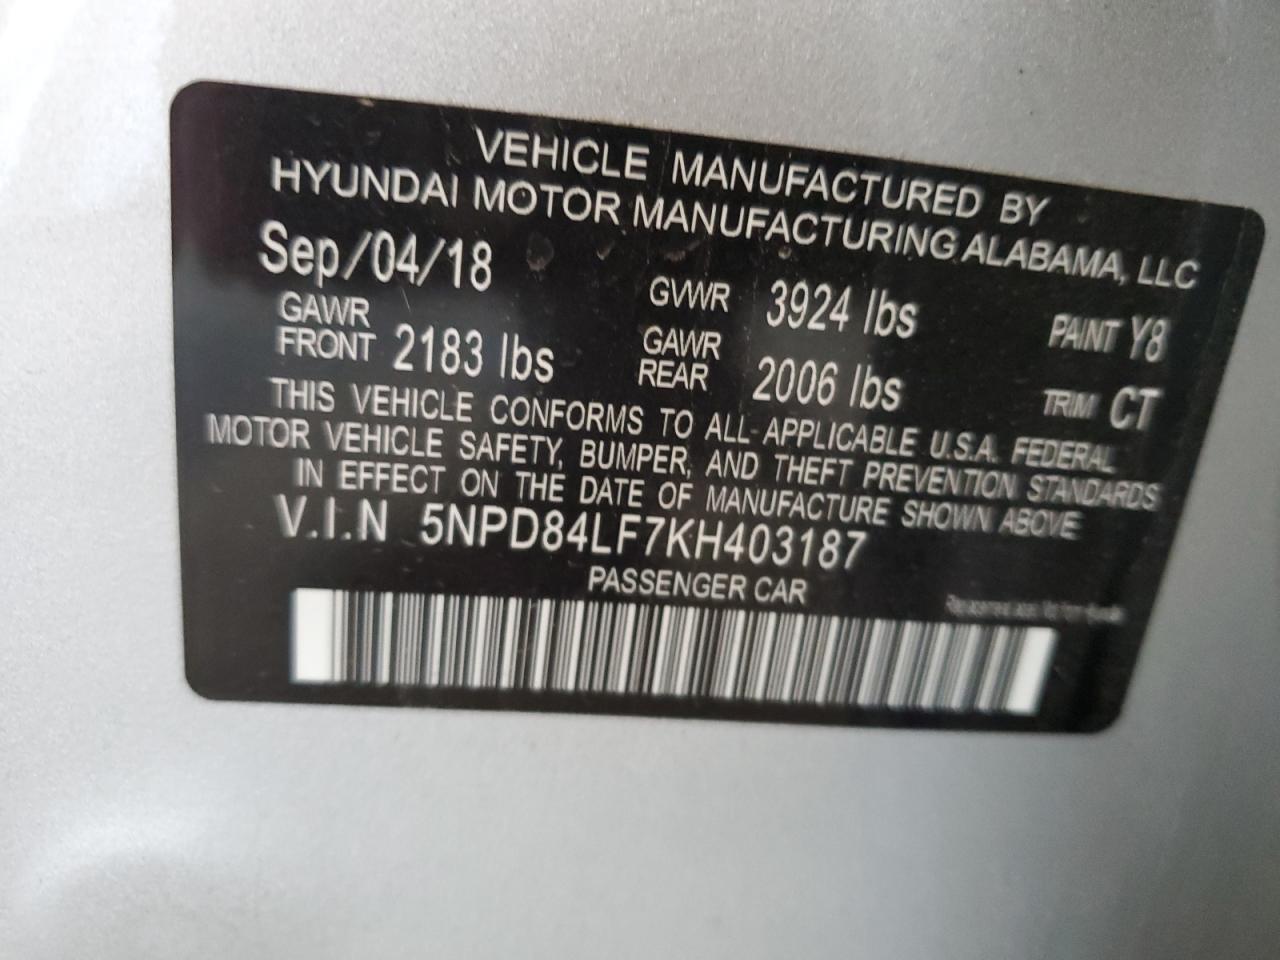 VEHICLE MANUFACTURED BY
HYUNDAI MOTOR MANUFACTURING ALABAMA, LLC
Sep/04/18
GAWR FRONT 2183 lbs
GVWR 3924 lbs
GAWR REAR 2006 lbs
PAINT Y8
TRIM CT
THIS VEHICLE CONFORMS TO ALL APPLICABLE U.S.A. FEDERAL
MOTOR VEHICLE SAFETY, BUMPER, AND THEFT PREVENTION STANDARDS
IN EFFECT ON THE DATE OF MANUFACTURE SHOWN ABOVE
V.I.N 5NPD84LF7KH403187
PASSENGER CAR